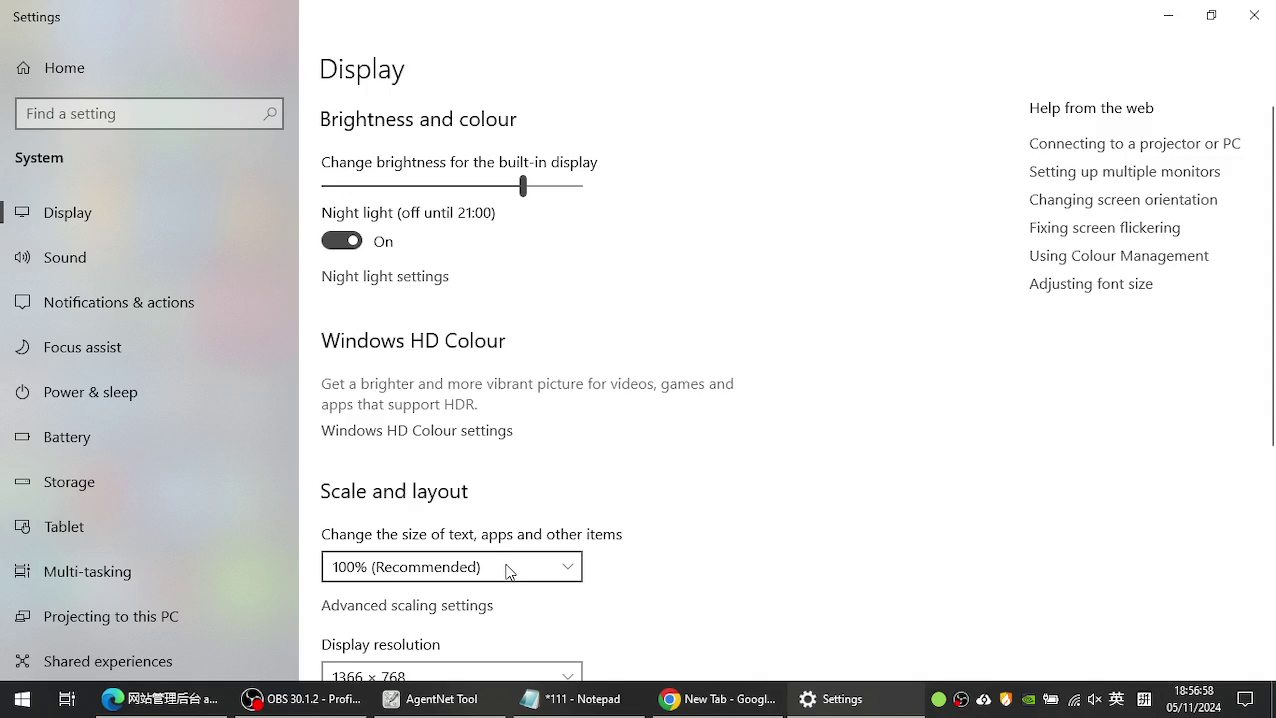 Settings
Home
Find a setting
System
Display
Sound
Notifications & actions
Focus assist
Power & sleep
Battery
Storage
Tablet
Multi-tasking
Projecting to this PC
Shared experiences
Display
Brightness and colour
Change brightness for the built-in display
Night light (off until 21:00)
On
Night light settings
Windows HD Colour
Get a brighter and more vibrant picture for videos, games and
apps that support HDR.
Windows HD Colour settings
Scale and layout
Change the size of text, apps and other items
100% (Recommended)
Advanced scaling settings
Display resolution
1366 × 768
Help from the web
Connecting to a projector or PC
Setting up multiple monitors
Changing screen orientation
Fixing screen flickering
Using Colour Management
Adjusting font size
网站管理后台 a...
OBS 30.1.2 - Profi...
AgentNet Tool
*111 - Notepad
New Tab - Googl...
Settings
英
拼
18:56:58
05/11/2024